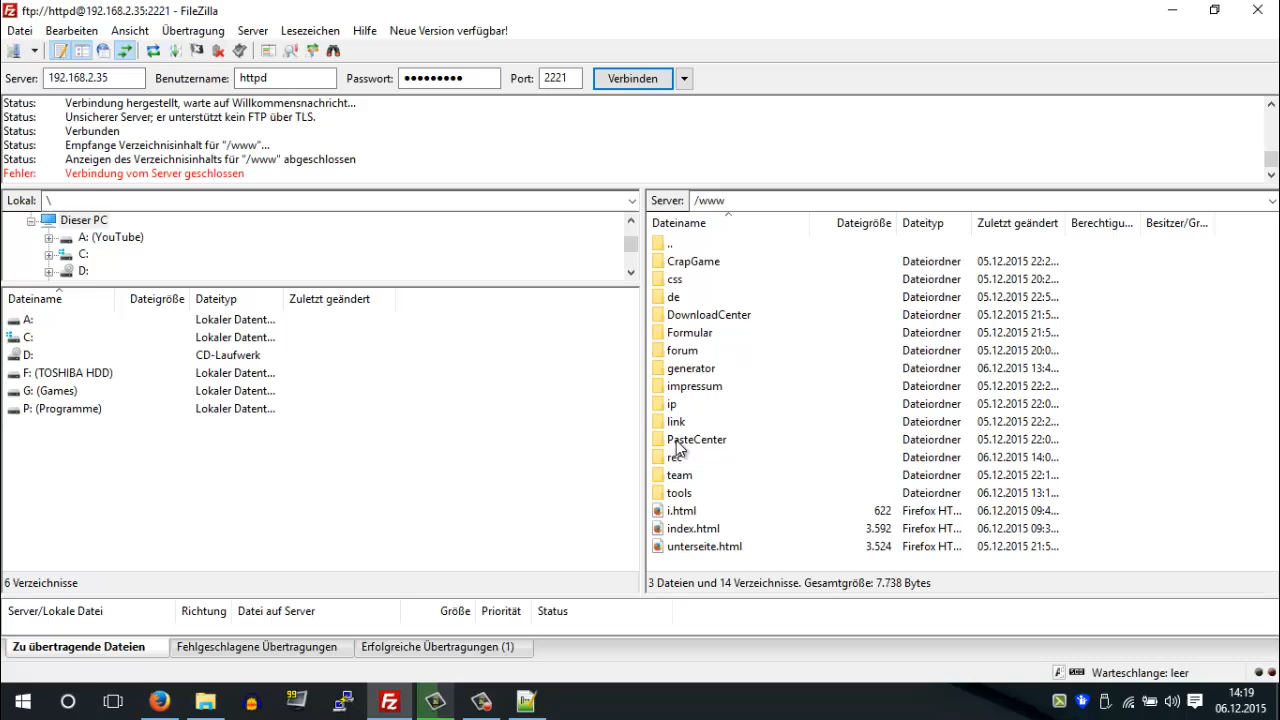 ftp://httpd@192.168.2.35:2221 - FileZilla
Datei Bearbeiten Ansicht Übertragung Server Lesezeichen Hilfe Neue Version verfügbar!
Server: 192.168.2.35 Benutzername: httpd Passwort: ●●●●●●●●● Port: 2221 Verbinden
Status: Verbindung hergestellt, warte auf Willkommensnachricht...
Status: Unsicherer Server; er unterstützt kein FTP über TLS.
Status: Verbunden
Status: Empfange Verzeichnisinhalt für "/www"...
Status: Anzeigen des Verzeichnisinhalts für "/www" abgeschlossen
Fehler: Verbindung vom Server geschlossen
Lokal: \
Dieser PC
A: (YouTube)
C:
D:
Dateiname Dateigröße Dateityp Zuletzt geändert
A: Lokaler Datent...
C: Lokaler Datent...
D: CD-Laufwerk
F: (TOSHIBA HDD) Lokaler Datent...
G: (Games) Lokaler Datent...
P: (Programme) Lokaler Datent...
6 Verzeichnisse
Server: /www
Dateiname Dateigröße Dateityp Zuletzt geändert Berechtigu... Besitzer/Gr...
..
CrapGame Dateiordner 05.12.2015 22:2...
css Dateiordner 05.12.2015 20:2...
de Dateiordner 05.12.2015 22:5...
DownloadCenter Dateiordner 05.12.2015 21:5...
Formular Dateiordner 05.12.2015 21:5...
forum Dateiordner 05.12.2015 20:0...
generator Dateiordner 06.12.2015 13:4...
impressum Dateiordner 05.12.2015 22:2...
ip Dateiordner 05.12.2015 22:0...
link Dateiordner 05.12.2015 22:2...
PasteCenter Dateiordner 05.12.2015 22:0...
rec Dateiordner 06.12.2015 14:0...
team Dateiordner 05.12.2015 22:1...
tools Dateiordner 06.12.2015 13:1...
i.html 622 Firefox HT... 06.12.2015 09:4...
index.html 3.592 Firefox HT... 06.12.2015 09:3...
unterseite.html 3.524 Firefox HT... 05.12.2015 21:5...
3 Dateien und 14 Verzeichnisse. Gesamtgröße: 7.738 Bytes
Server/Lokale Datei Richtung Datei auf Server Größe Priorität Status
Zu übertragende Dateien Fehlgeschlagene Übertragungen Erfolgreiche Übertragungen (1)
Warteschlange: leer
14:19
06.12.2015